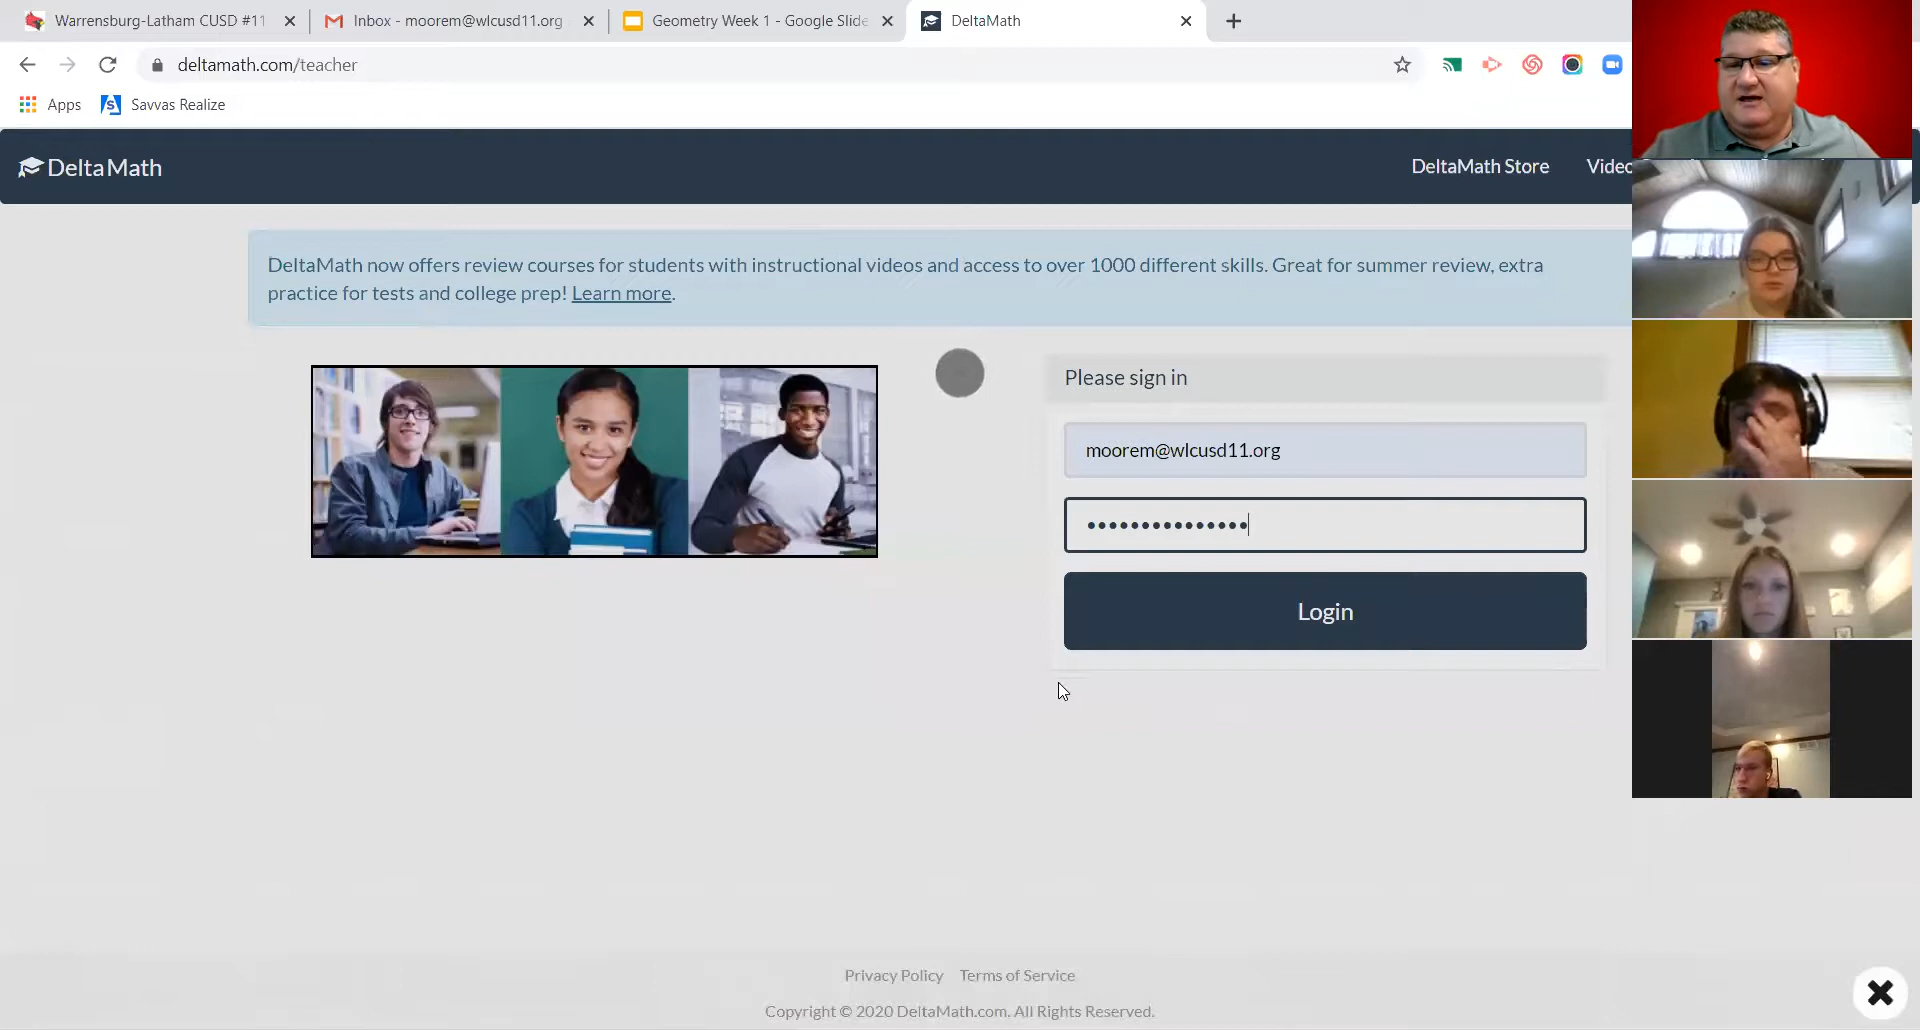 Warrensburg-Latham CUSD #11
Inbox - moorem@wlcusd11.org
Geometry Week 1 - Google Slide
DeltaMath
deltamath.com/teacher
Apps
Savvas Realize
DeltaMath
DeltaMath Store
Video
DeltaMath now offers review courses for students with instructional videos and access to over 1000 different skills. Great for summer review, extra
practice for tests and college prep! Learn more.
Please sign in
moorem@wlcusd11.org
•••••••••••••••
Login
Privacy Policy Terms of Service
Copyright © 2020 DeltaMath.com. All Rights Reserved.